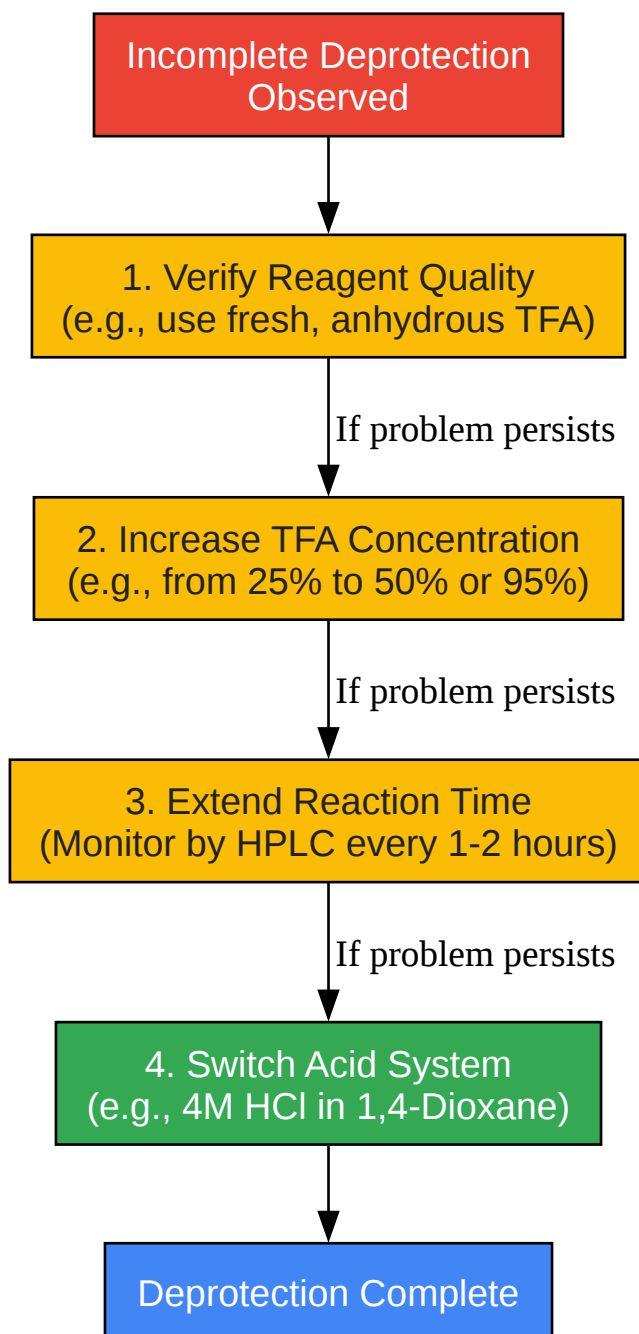 Incomplete Deprotection
Observed
1. Verify Reagent Quality
(e.g., use fresh, anhydrous TFA)
If problem persists
2. Increase TFA Concentration
(e.g., from 25% to 50% or 95%)
If problem persists
3. Extend Reaction Time
(Monitor by HPLC every 1-2 hours)
If problem persists
4. Switch Acid System
(e.g., 4M HCl in 1,4-Dioxane)
Deprotection Complete